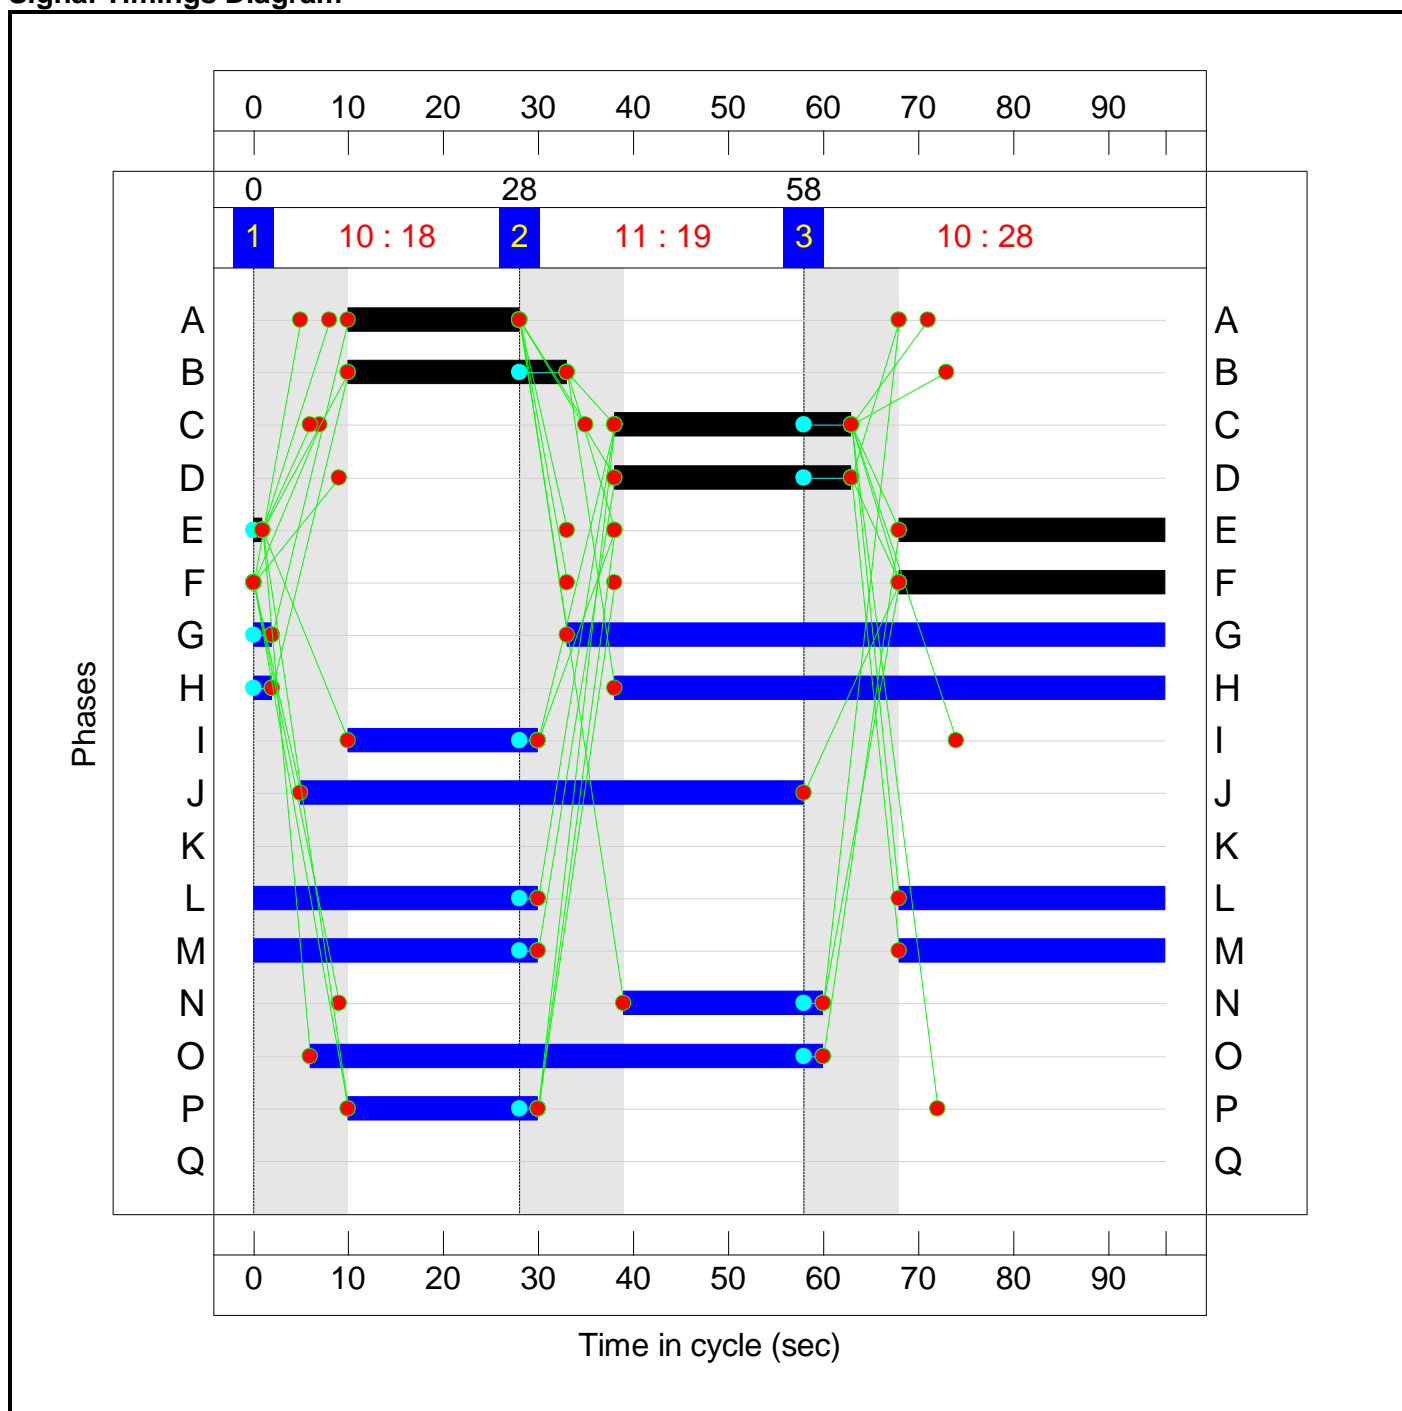 Signal Timings Diagram
0 10 20 30 40 50 60 70 80 90
0 28 58
1 10 : 18 2 11 : 19 3 10 : 28
Phases
A A
B B
C C
D D
E E
F F
G G
H H
I I
J J
K K
L L
M M
N N
O O
P P
Q Q
0 10 20 30 40 50 60 70 80 90
Time in cycle (sec)